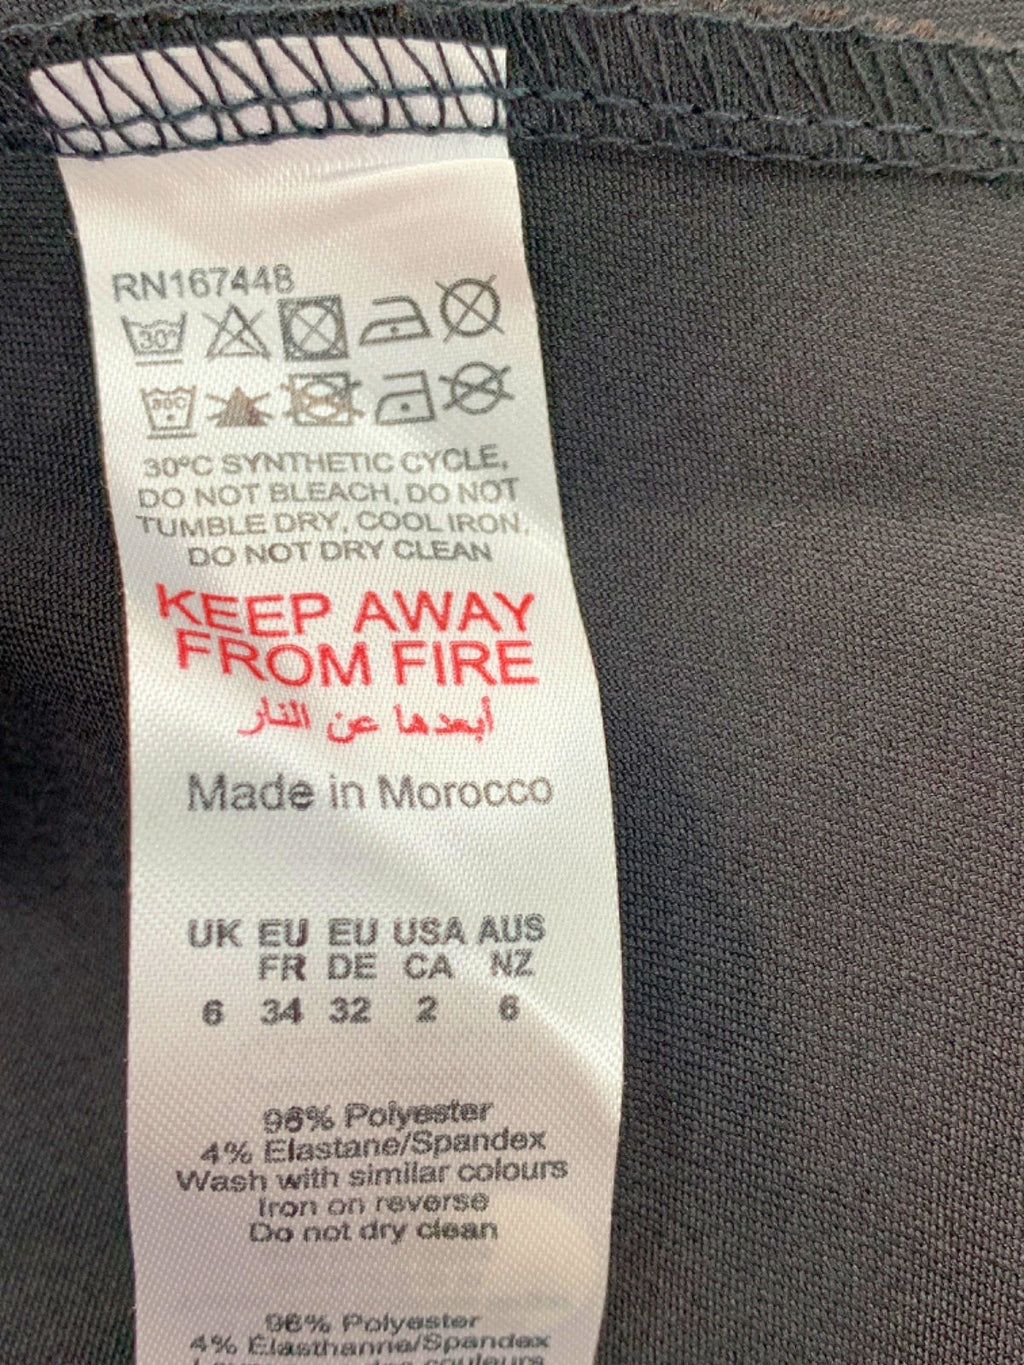 RN167448
30°
30°C SYNTHETIC CYCLE,
DO NOT BLEACH, DO NOT
TUMBLE DRY, COOL IRON,
DO NOT DRY CLEAN
KEEP AWAY
FROM FIRE
أبعدها عن النار
Made in Morocco
UK EU EU USA AUS
FR DE CA NZ
6 34 32 2 6
96% Polyester
4% Elastane/Spandex
Wash with similar colours
Iron on reverse
Do not dry clean
96% Polyester
4% Elasthanne/Spandex
couleurs